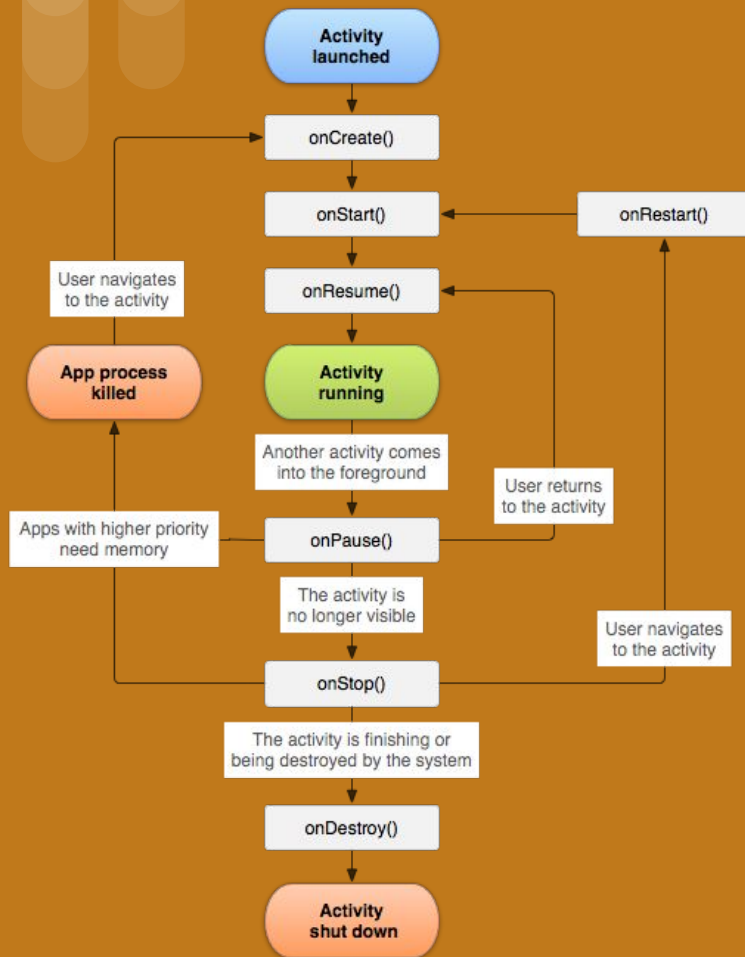 Activity
launched
onCreate()
onStart()
onRestart()
User navigates
to the activity
onResume()
App process
killed
Activity
running
Another activity comes
into the foreground
User returns
to the activity
Apps with higher priority
need memory
onPause()
The activity is
no longer visible
User navigates
to the activity
onStop()
The activity is finishing or
being destroyed by the system
onDestroy()
Activity
shut down